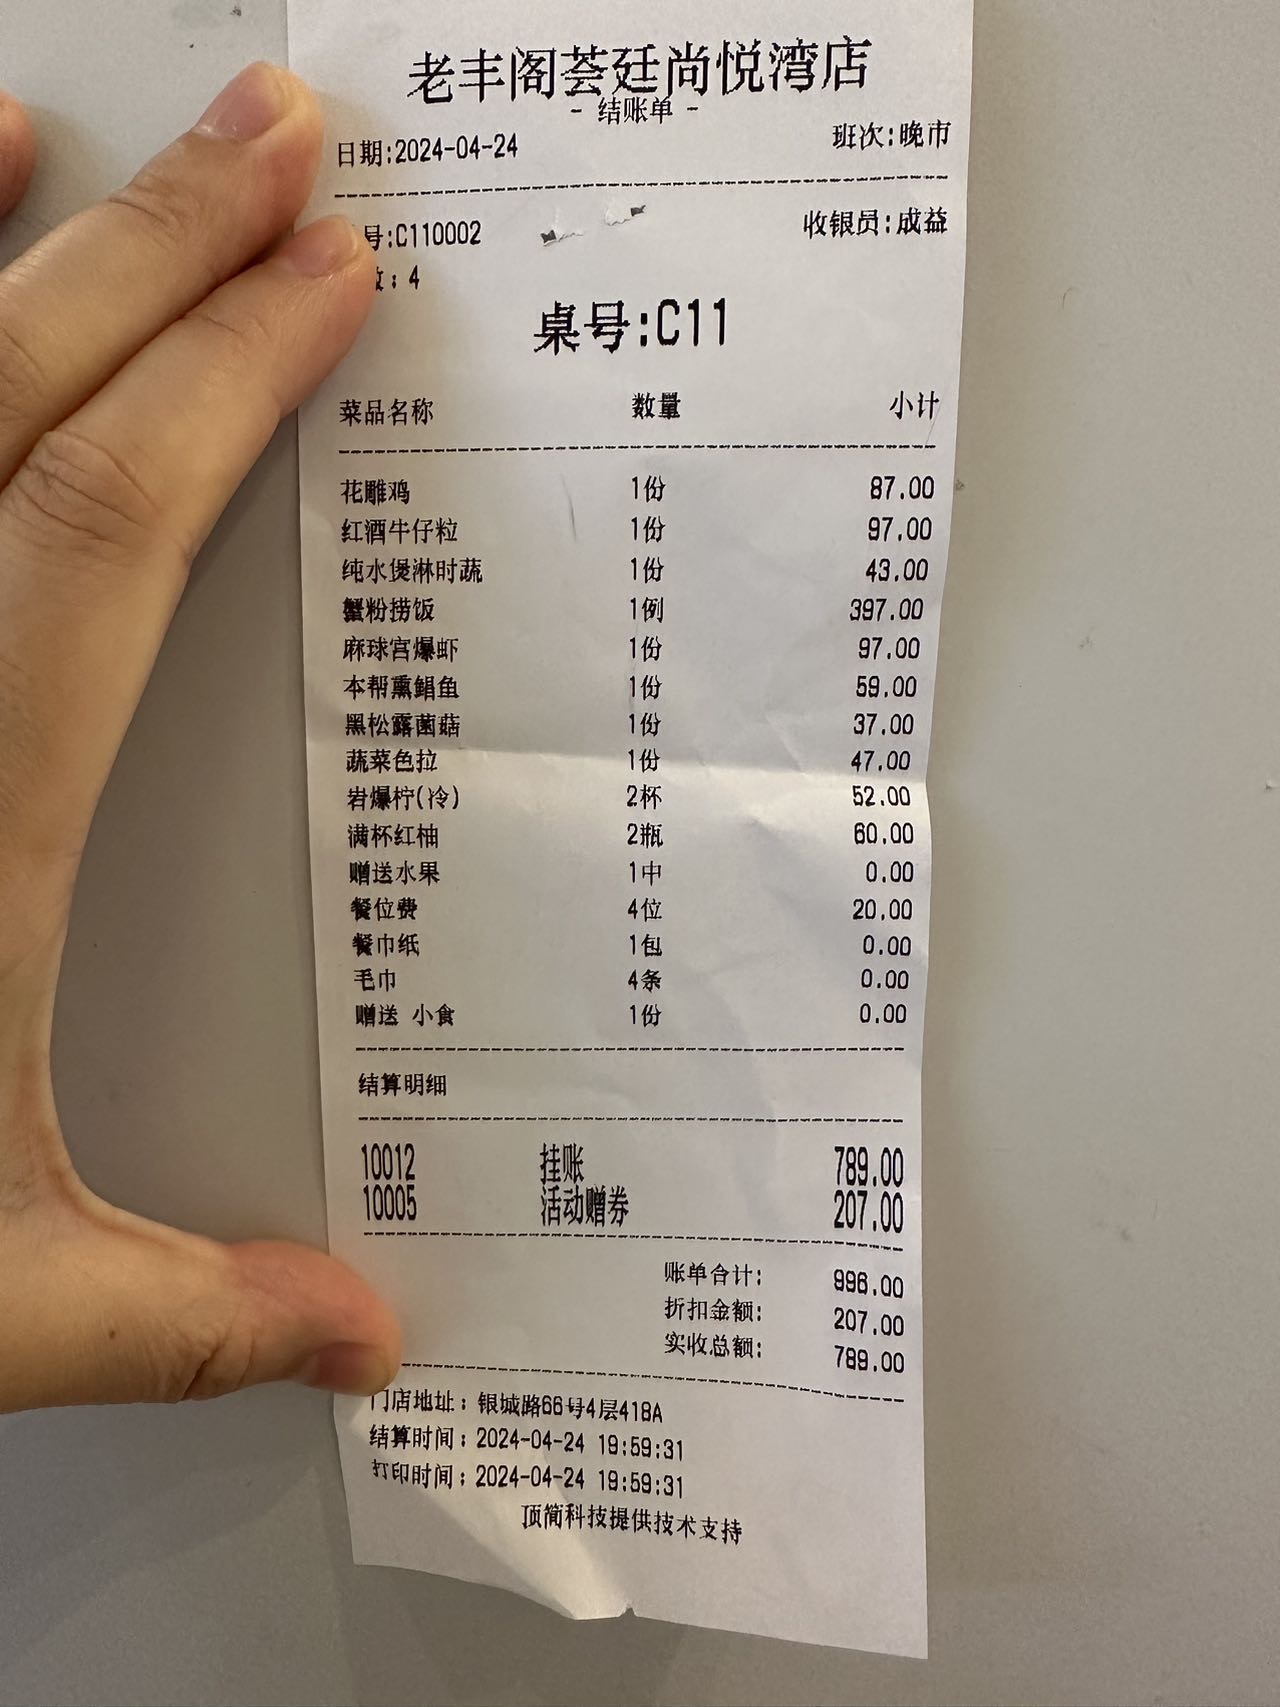 老丰阁荟廷尚悦湾店
- 结账单 -
日期:2024-04-24 班次:晚市
号:C110002 收银员:成益
数: 4
桌号:C11
菜品名称 数量 小计
花雕鸡 1份 87.00
红酒牛仔粒 1份 97.00
纯水煲淋时蔬 1份 43.00
蟹粉捞饭 1例 397.00
麻球宫爆虾 1份 97.00
本帮熏鲳鱼 1份 59.00
黑松露菌菇 1份 37.00
蔬菜色拉 1份 47.00
岩爆柠(冷) 2杯 52.00
满杯红柚 2瓶 60.00
赠送水果 1中 0.00
餐位费 4位 20.00
餐巾纸 1包 0.00
毛巾 4条 0.00
赠送 小食 1份 0.00
结算明细
10012 挂账 789.00
10005 活动赠券 207.00
账单合计: 996.00
折扣金额: 207.00
实收总额: 789.00
门店地址: 银城路66号4层418A
结算时间: 2024-04-24 19:59:31
打印时间: 2024-04-24 19:59:31
顶简科技提供技术支持